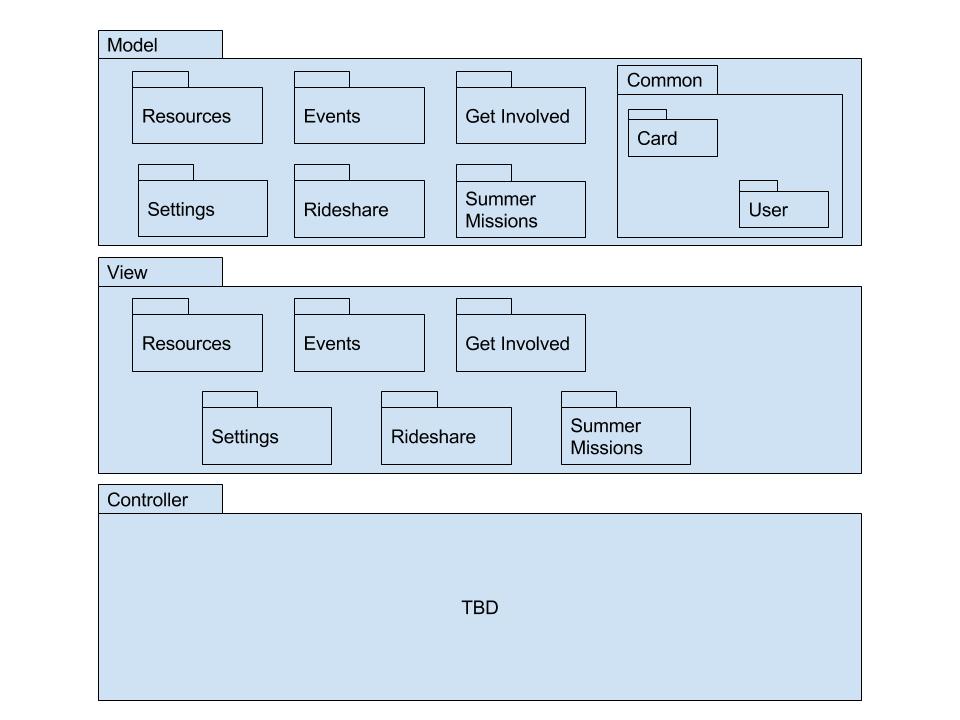 Model
Resources
Events
Get Involved
Common
Card
User
Settings
Rideshare
Summer
Missions
View
Resources
Events
Get Involved
Settings
Rideshare
Summer
Missions
Controller
TBD